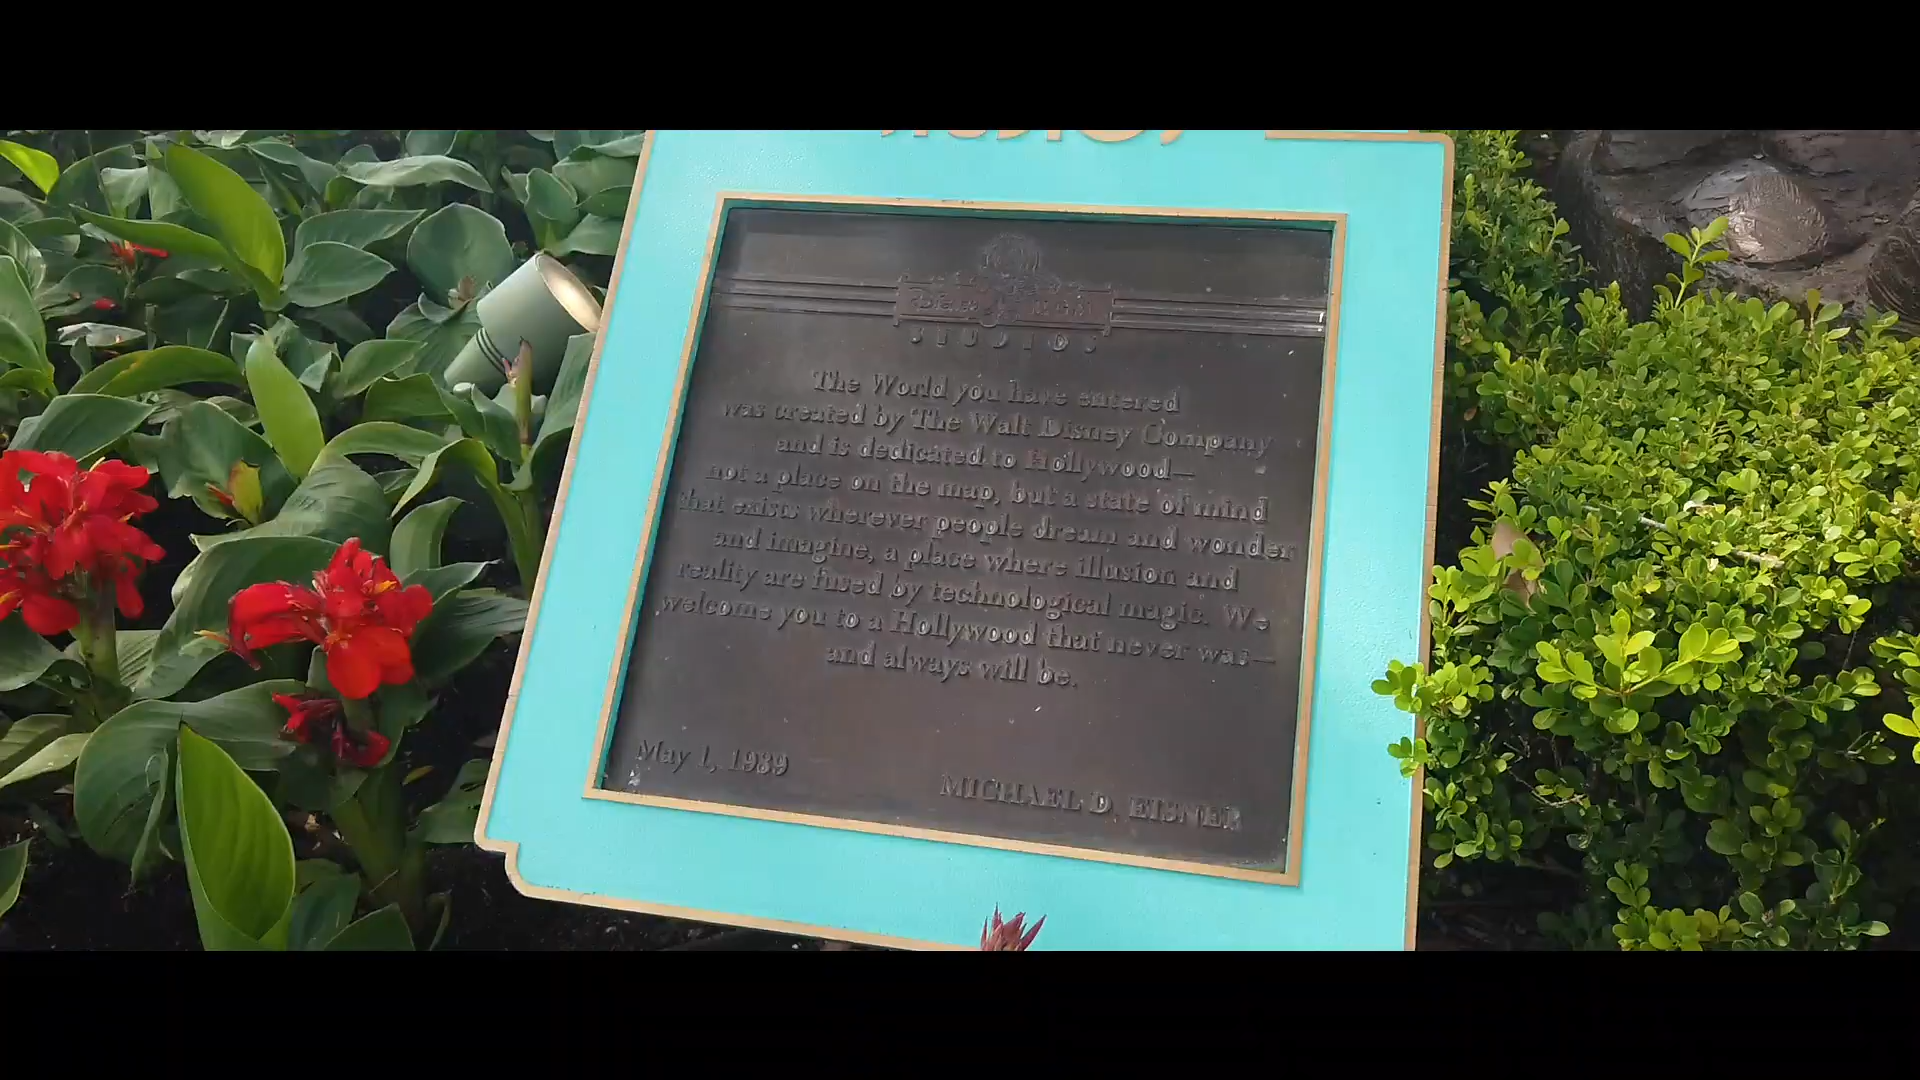 STUDIOS
The World you have entered
was created by The Walt Disney Company
and is dedicated to Hollywood—
not a place on the map, but a state of mind
that exists wherever people dream and wonder
and imagine, a place where illusion and
reality are fused by technological magic. We
welcome you to a Hollywood that never was—
and always will be.
May 1, 1989
MICHAEL D. EISNER